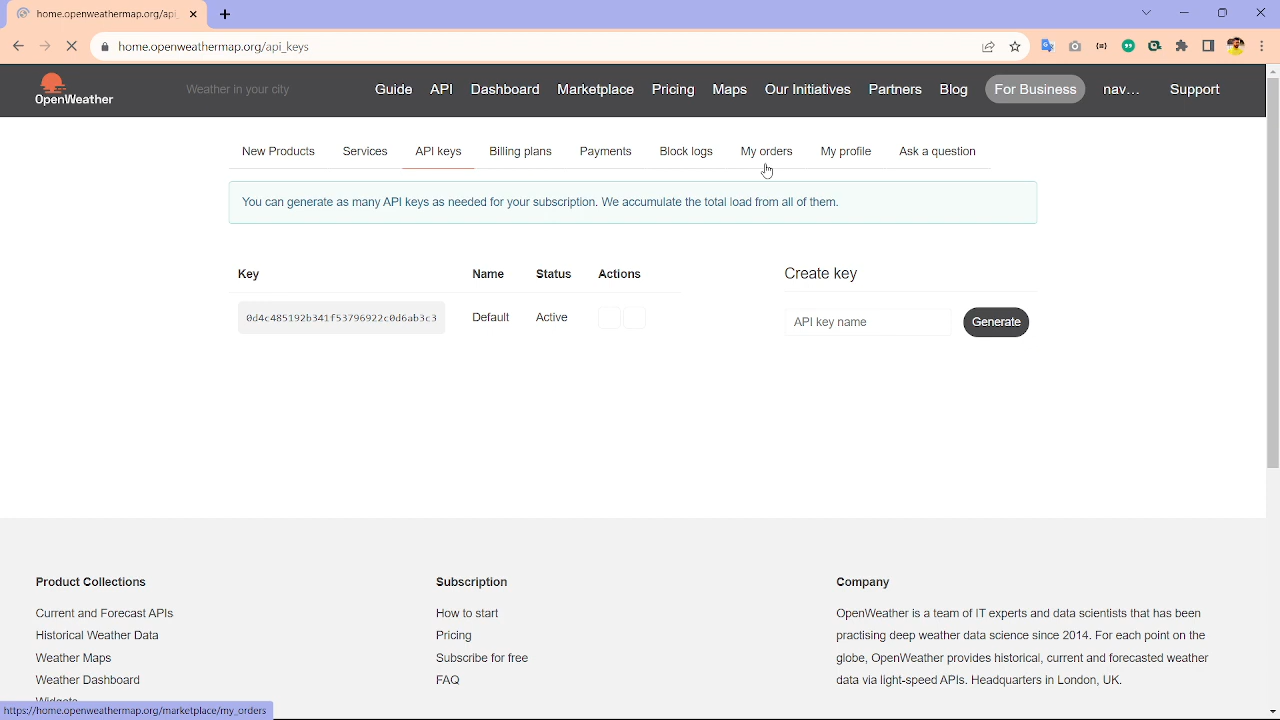 home.openweathermap.org/api_
home.openweathermap.org/api_keys
OpenWeather
Weather in your city
Guide API Dashboard Marketplace Pricing Maps Our Initiatives Partners Blog For Business nav... Support
New Products Services API keys Billing plans Payments Block logs My orders My profile Ask a question
You can generate as many API keys as needed for your subscription. We accumulate the total load from all of them.
Key Name Status Actions
Create key
0d4c485192b341f53796922c0d6ab3c3 Default Active
API key name Generate
Product Collections
Current and Forecast APIs
Historical Weather Data
Weather Maps
Weather Dashboard
Widgets
Subscription
How to start
Pricing
Subscribe for free
FAQ
Company
OpenWeather is a team of IT experts and data scientists that has been
practising deep weather data science since 2014. For each point on the
globe, OpenWeather provides historical, current and forecasted weather
data via light-speed APIs. Headquarters in London, UK.
https://home.openweathermap.org/marketplace/my_orders